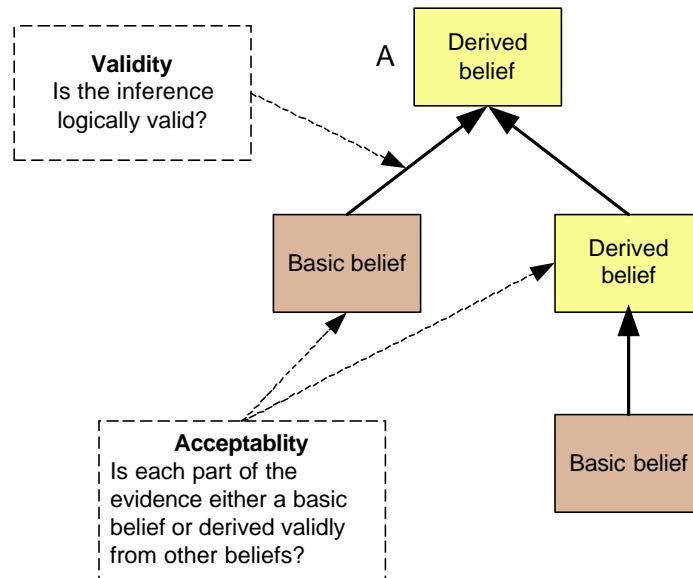 Validity
Is the inference
logically valid?
A
Derived
belief
Basic belief
Derived
belief
Acceptablity
Is each part of the
evidence either a basic
belief or derived validly
from other beliefs?
Basic belief